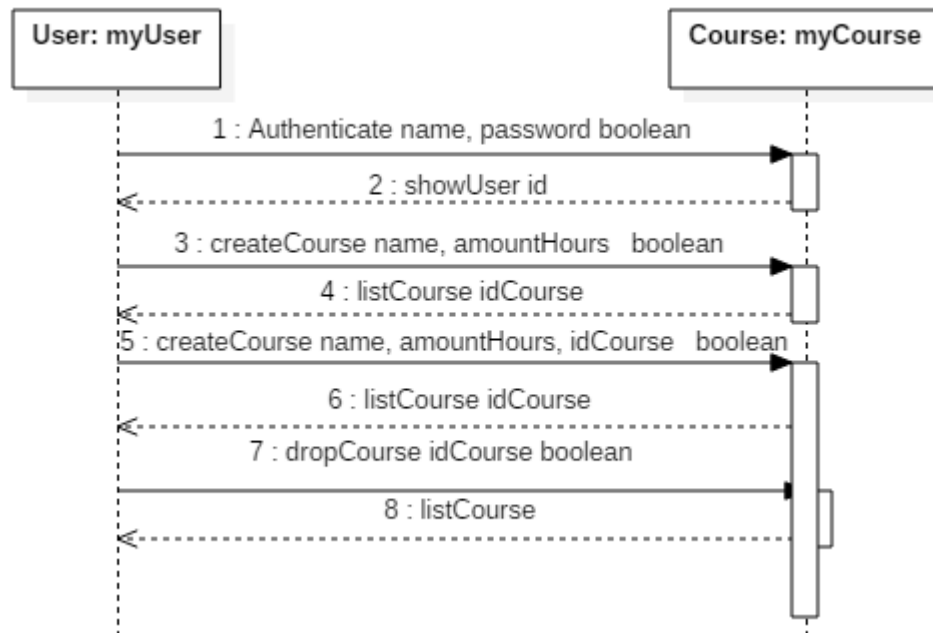 User: myUser
Course: myCourse
1 : Authenticate name, password boolean
2 : showUser id
3 : createCourse name, amountHours   boolean
4 : listCourse idCourse
5 : createCourse name, amountHours, idCourse   boolean
6 : listCourse idCourse
7 : dropCourse idCourse boolean
8 : listCourse